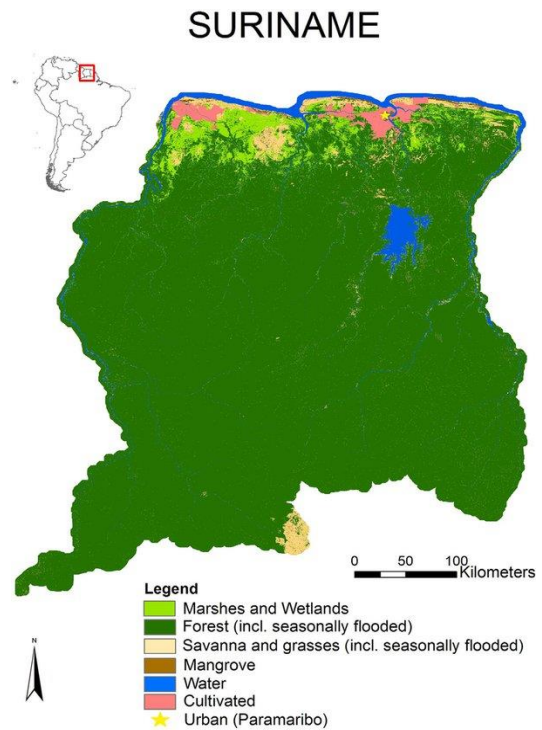 SURINAME
0 50 100
Kilometers
Legend
Marshes and Wetlands
Forest (incl. seasonally flooded)
Savanna and grasses (incl. seasonally flooded)
Mangrove
Water
Cultivated
Urban (Paramaribo)
N